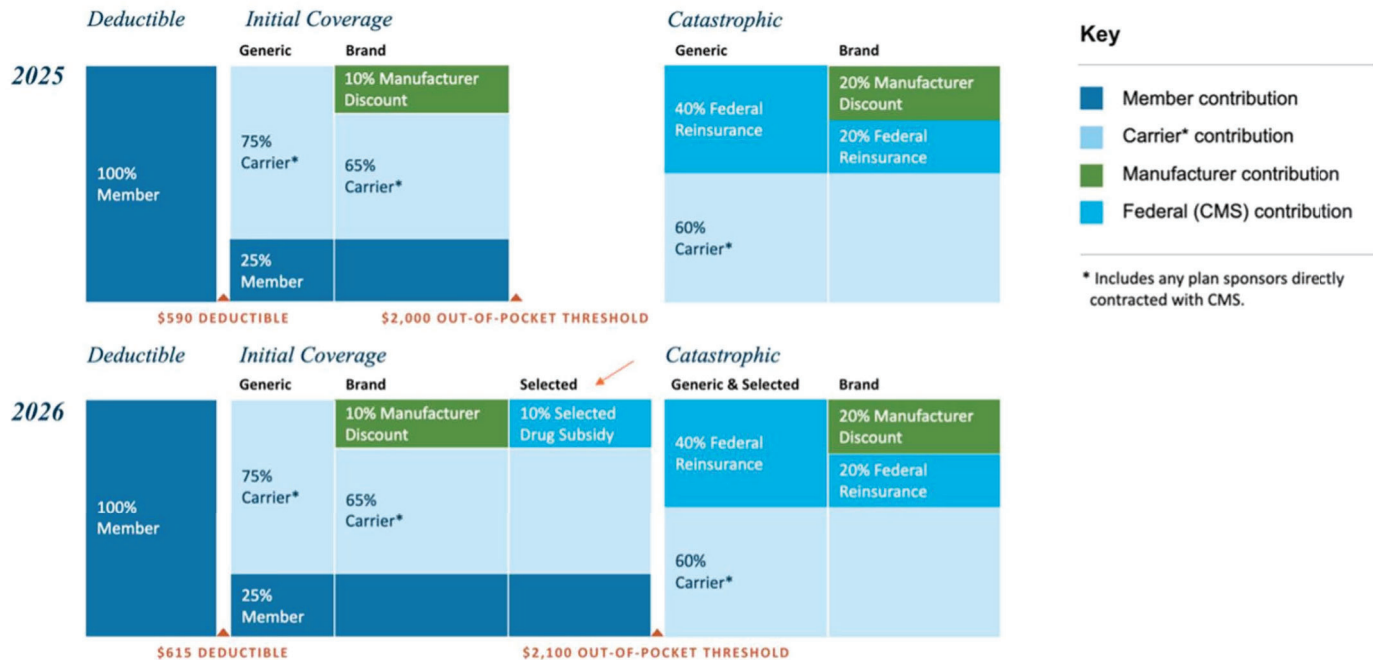 Deductible
Initial Coverage
Catastrophic
Generic
Brand
Generic
Brand
2025
100%
Member
75%
Carrier*
25%
Member
10% Manufacturer
Discount
65%
Carrier*
40% Federal
Reinsurance
60%
Carrier*
20% Manufacturer
Discount
20% Federal
Reinsurance
$590 DEDUCTIBLE
$2,000 OUT-OF-POCKET THRESHOLD
Key
Member contribution
Carrier* contribution
Manufacturer contribution
Federal (CMS) contribution
* Includes any plan sponsors directly
contracted with CMS.
Deductible
Initial Coverage
Catastrophic
Generic
Brand
Selected
Generic & Selected
Brand
2026
100%
Member
75%
Carrier*
25%
Member
10% Manufacturer
Discount
65%
Carrier*
10% Selected
Drug Subsidy
40% Federal
Reinsurance
60%
Carrier*
20% Manufacturer
Discount
20% Federal
Reinsurance
$615 DEDUCTIBLE
$2,100 OUT-OF-POCKET THRESHOLD